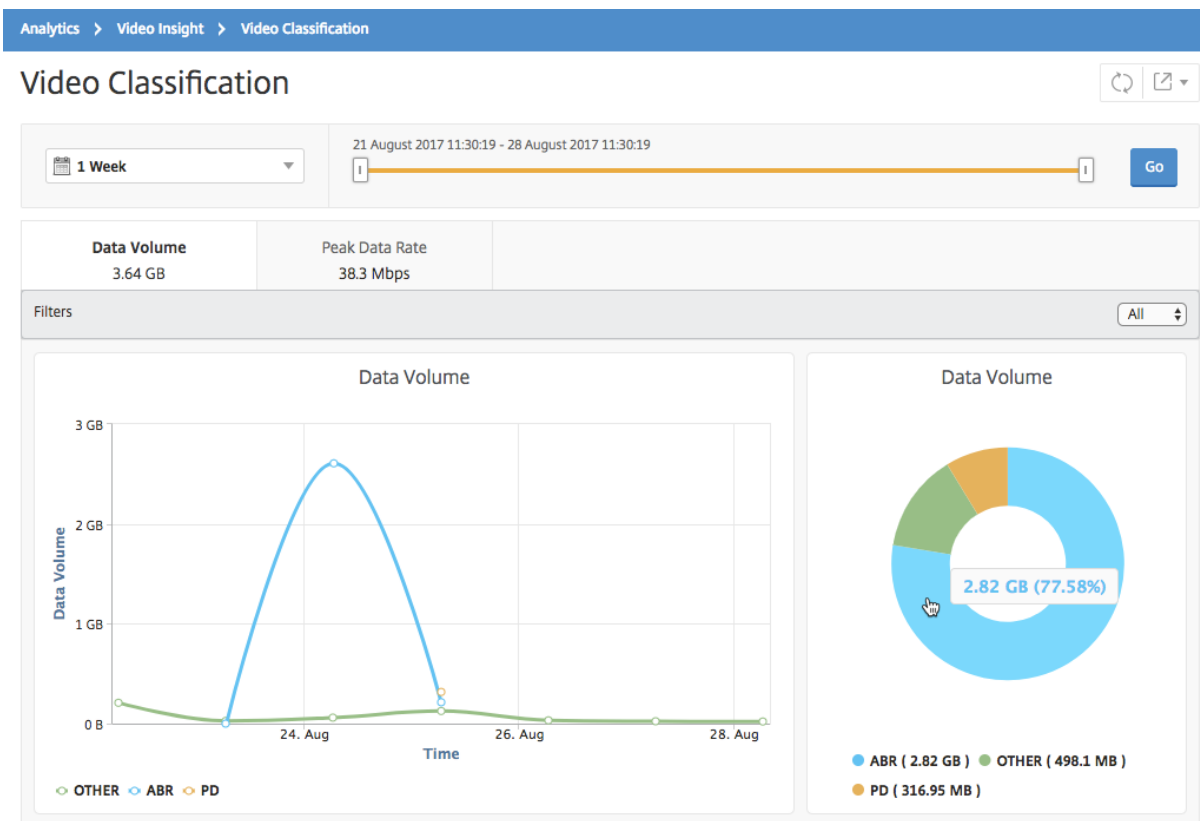 Analytics > Video Insight > Video Classification
Video Classification
1 Week
21 August 2017 11:30:19 - 28 August 2017 11:30:19
Go
Data Volume
3.64 GB
Peak Data Rate
38.3 Mbps
Filters
All
Data Volume
3 GB
2 GB
1 GB
0 B
Data Volume
24. Aug
26. Aug
28. Aug
Time
OTHER ABR PD
Data Volume
2.82 GB (77.58%)
ABR ( 2.82 GB ) OTHER ( 498.1 MB )
PD ( 316.95 MB )